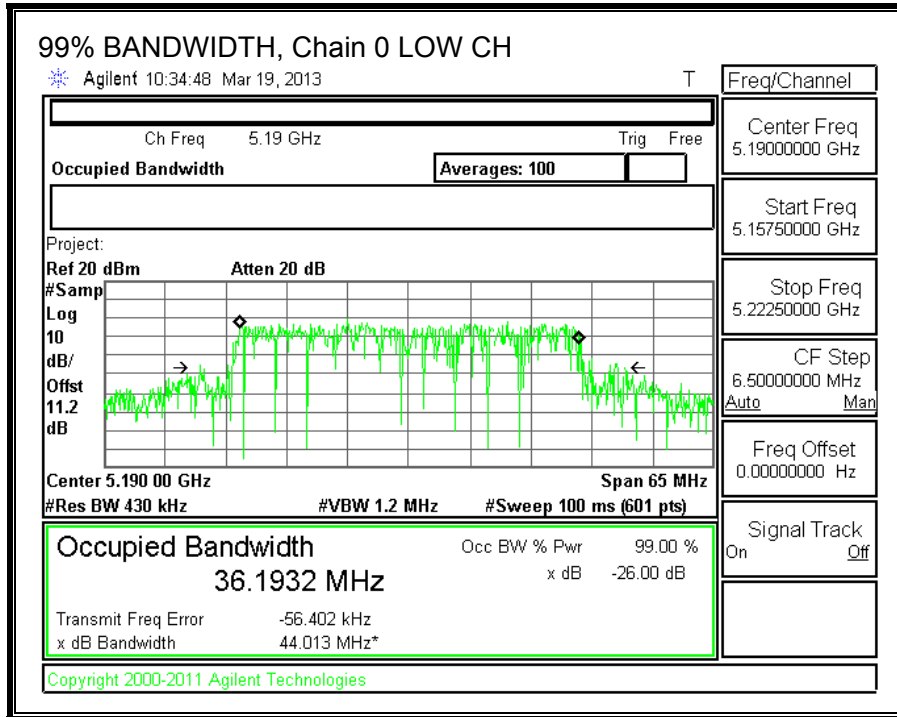 99% BANDWIDTH, Chain 0 LOW CH
Agilent 10:34:48 Mar 19, 2013 T
Ch Freq 5.19 GHz Trig Free
Occupied Bandwidth Averages: 100
Project:
Ref 20 dBm Atten 20 dB
#Samp
Log
10
dB/
Offst
11.2
dB
Center 5.190 00 GHz Span 65 MHz
#Res BW 430 kHz #VBW 1.2 MHz #Sweep 100 ms (601 pts)
Occupied Bandwidth Occ BW % Pwr 99.00 %
36.1932 MHz x dB -26.00 dB
Transmit Freq Error -56.402 kHz
x dB Bandwidth 44.013 MHz*
Copyright 2000-2011 Agilent Technologies
Freq/Channel
Center Freq
5.19000000 GHz
Start Freq
5.15750000 GHz
Stop Freq
5.22250000 GHz
CF Step
6.50000000 MHz
Auto Man
Freq Offset
0.00000000 Hz
Signal Track
On Off